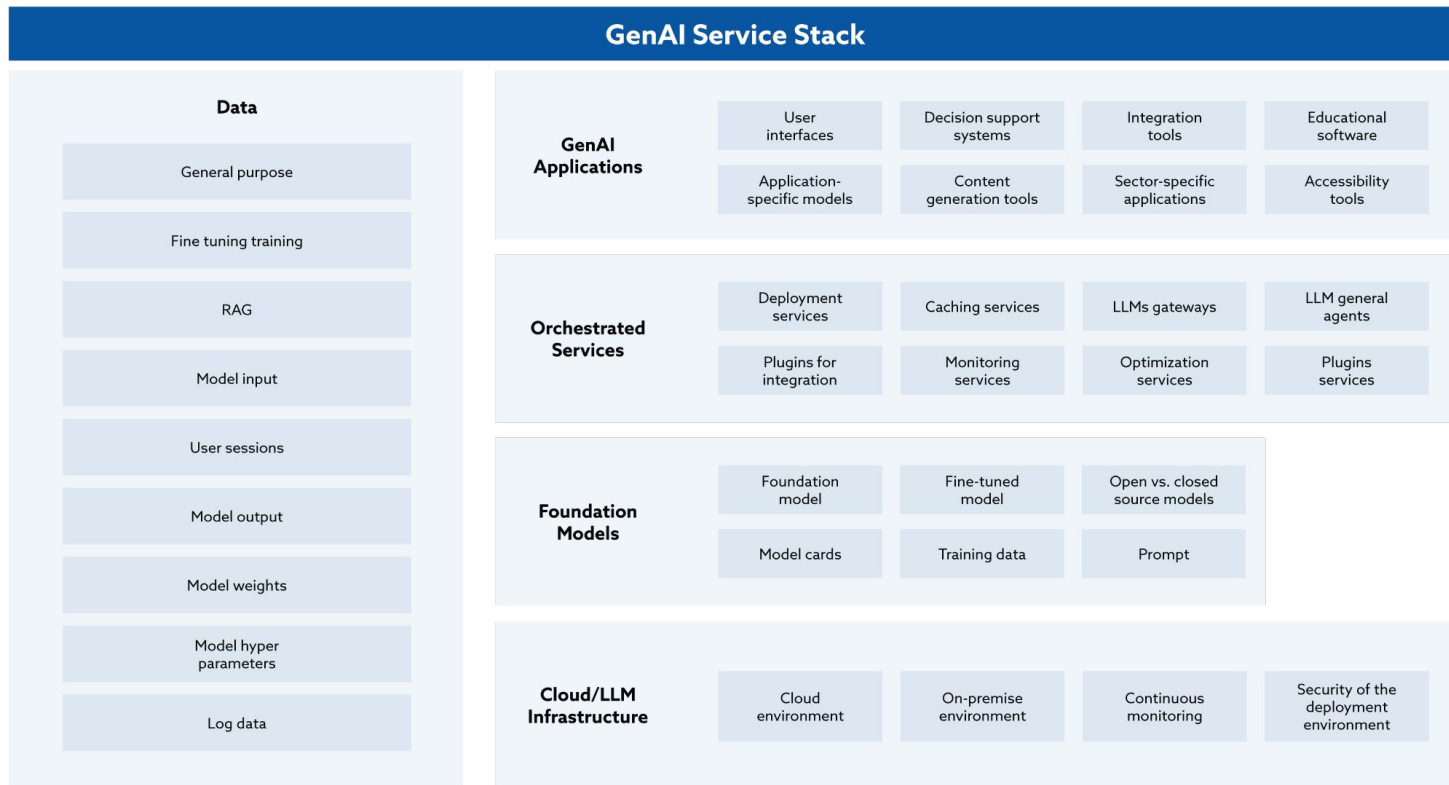 GenAI Service Stack
Data
General purpose
Fine tuning training
RAG
Model input
User sessions
Model output
Model weights
Model hyper
parameters
Log data
GenAI
Applications
User
interfaces
Decision support
systems
Integration
tools
Educational
software
Application-
specific models
Content
generation tools
Sector-specific
applications
Accessibility
tools
Orchestrated
Services
Deployment
services
Caching services
LLMs gateways
LLM general
agents
Plugins for
integration
Monitoring
services
Optimization
services
Plugins
services
Foundation
Models
Foundation
model
Fine-tuned
model
Open vs. closed
source models
Model cards
Training data
Prompt
Cloud/LLM
Infrastructure
Cloud
environment
On-premise
environment
Continuous
monitoring
Security of the
deployment
environment